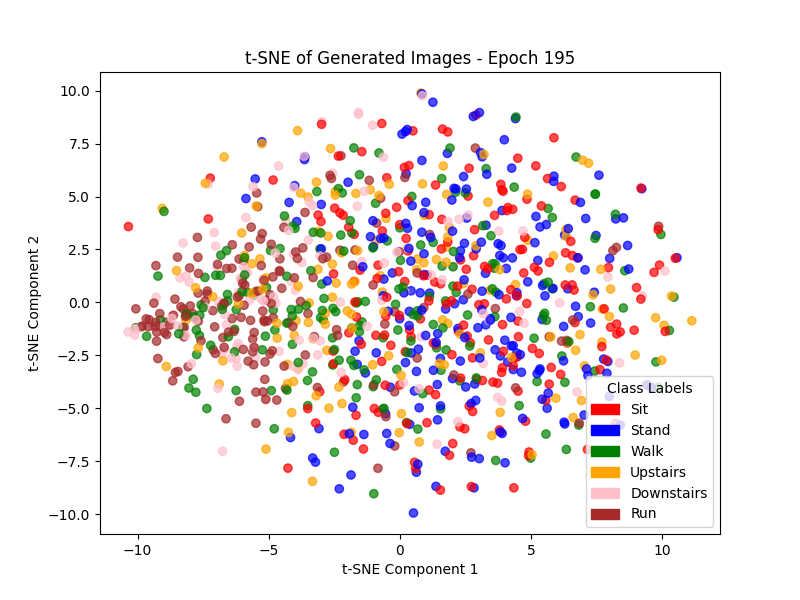 t-SNE of Generated Images - Epoch 195
10.0
7.5
5.0
2.5
0.0
−2.5
−5.0
−7.5
−10.0
t-SNE Component 2
Class Labels
Sit
Stand
Walk
Upstairs
Downstairs
Run
−10
−5
0
5
10
t-SNE Component 1